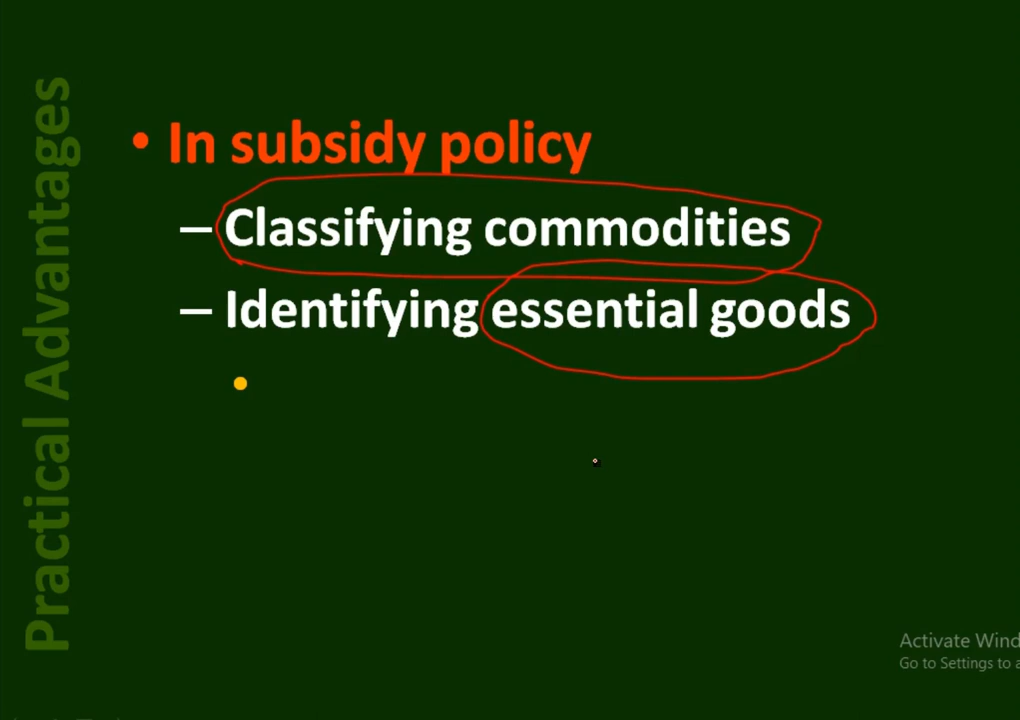 Practical Advantages
• In subsidy policy
– Classifying commodities
– Identifying essential goods
•
Activate Wind
Go to Settings to a